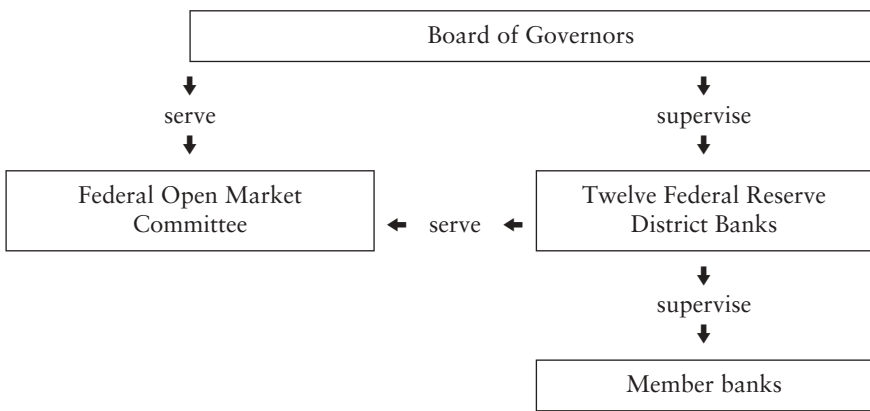 Board of Governors
serve
supervise
Federal Open Market
Committee
serve
Twelve Federal Reserve
District Banks
supervise
Member banks